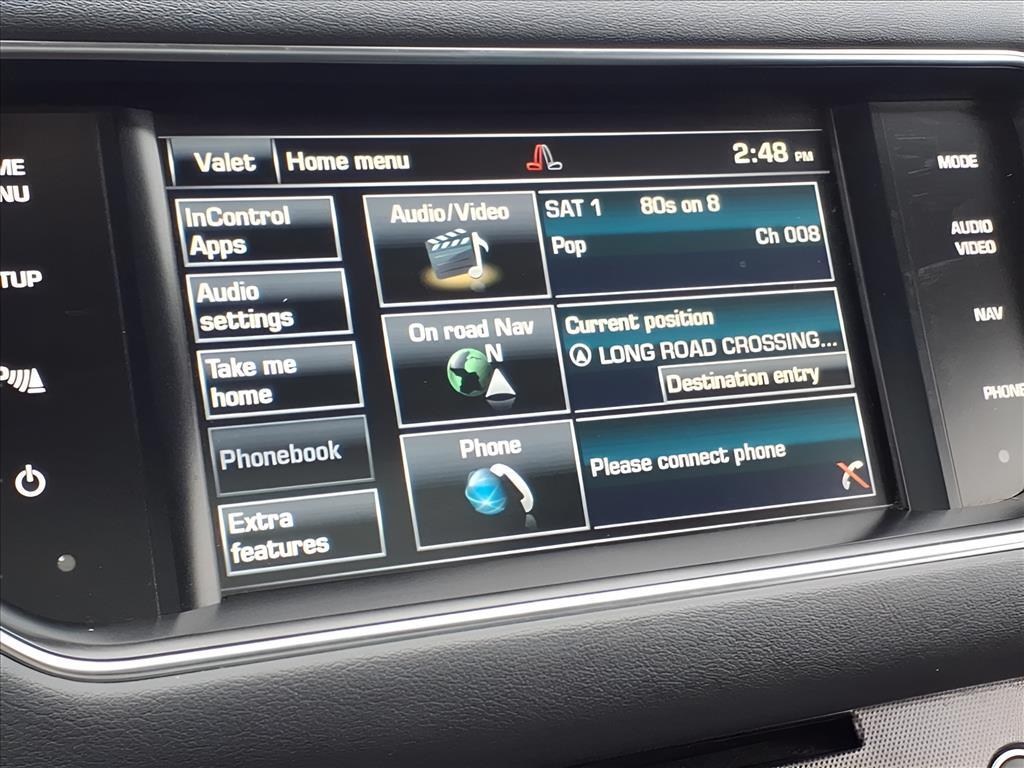 Valet
Home menu
2:48 PM
InControl
Apps
Audio/Video
SAT 1
80s on 8
Pop
Ch 008
Audio
settings
On road Nav
N
Current position
LONG ROAD CROSSING...
Destination entry
Take me
home
Phonebook
Phone
Please connect phone
Extra
features
MODE
AUDIO
VIDEO
NAV
PHONE
ME
NU
TUP
P